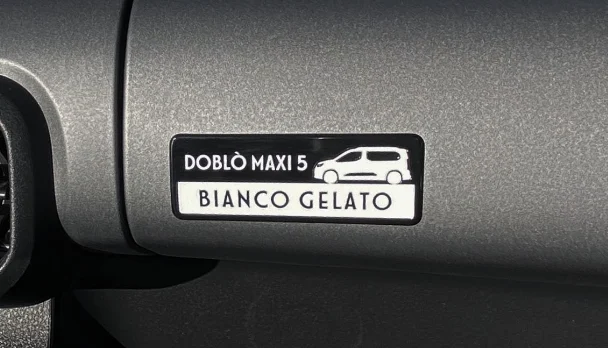 DOBLÒ MAXI 5
BIANCO GELATO